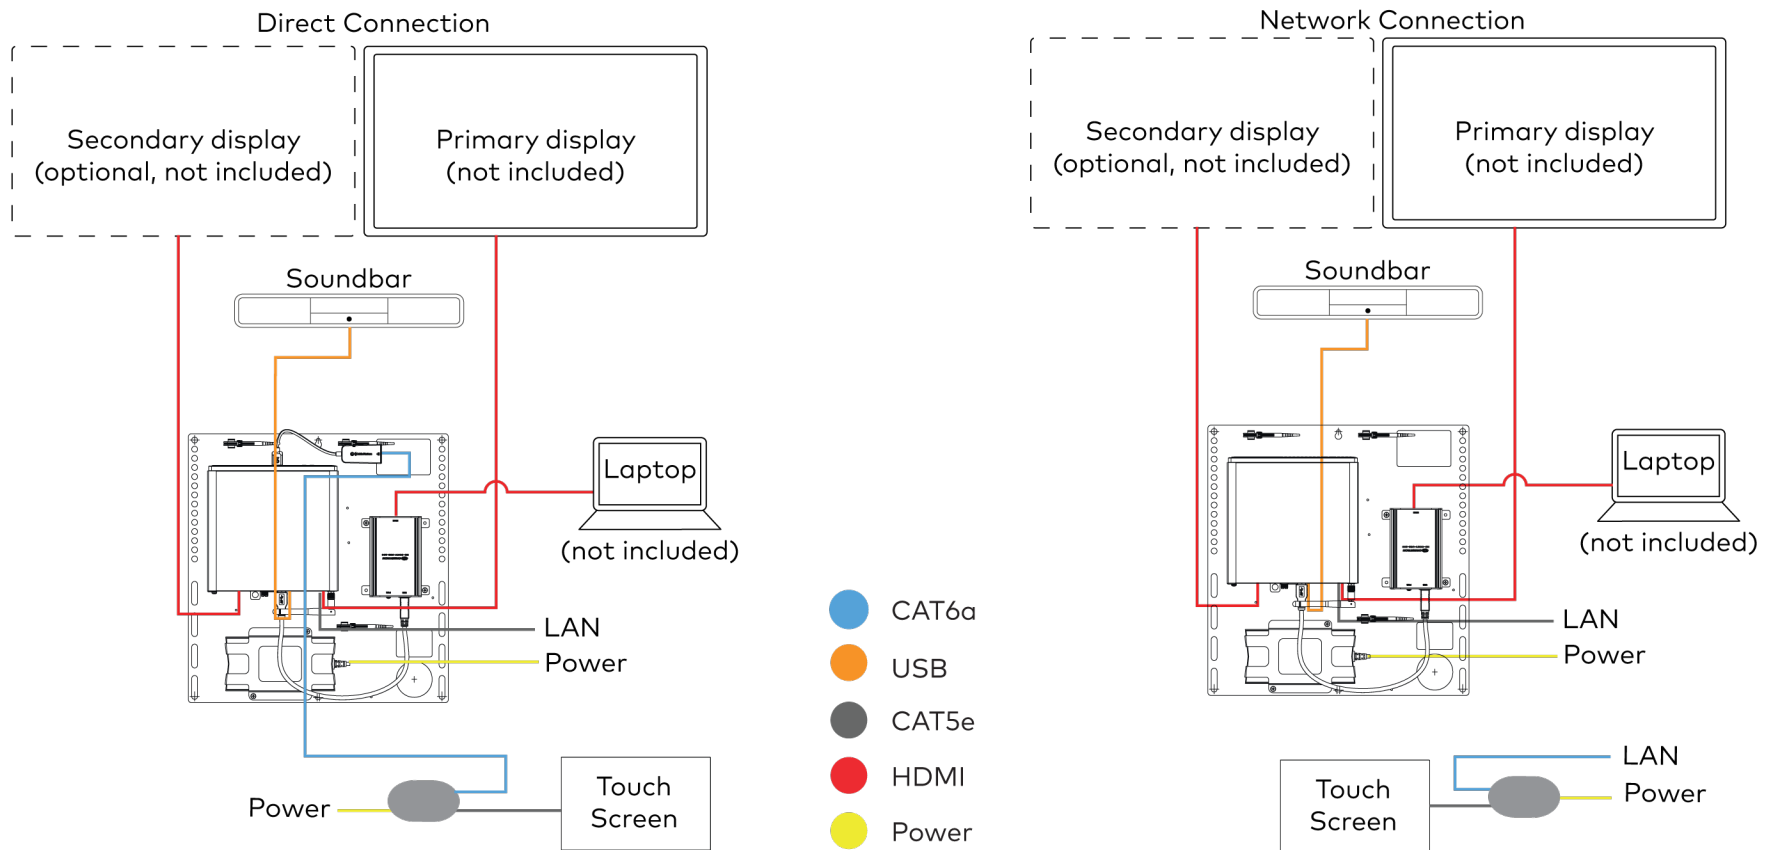 Direct Connection
Secondary display
(optional, not included)
Primary display
(not included)
Soundbar
Laptop
(not included)
LAN
Power
Power
Touch
Screen
CAT6a
USB
CAT5e
HDMI
Power
Network Connection
Secondary display
(optional, not included)
Primary display
(not included)
Soundbar
Laptop
(not included)
LAN
Power
LAN
Power
Touch
Screen